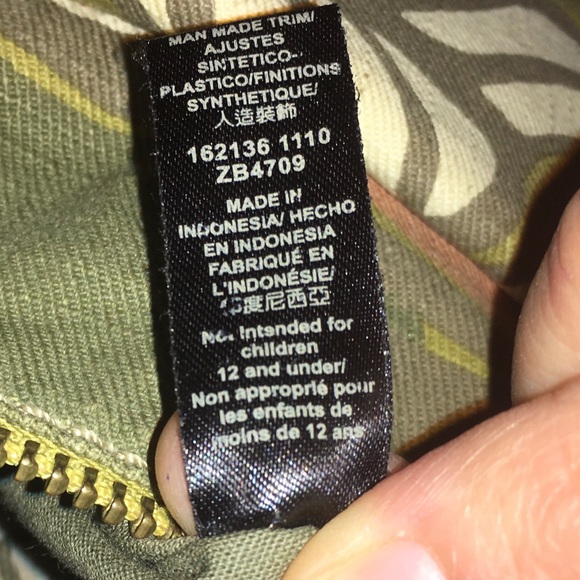 MAN MADE TRIM/
AJUSTES
SINTETICO-
PLASTICO/FINITIONS
SYNTHETIQUE/
人造裝飾
162136 1110
ZB4709
MADE IN
INDONESIA/ HECHO
EN INDONESIA
FABRIQUÉ EN
L'INDONÉSIE/
印度尼西亞
Not Intended for
children
12 and under/
Non approprié pour
les enfants de
moins de 12 ans